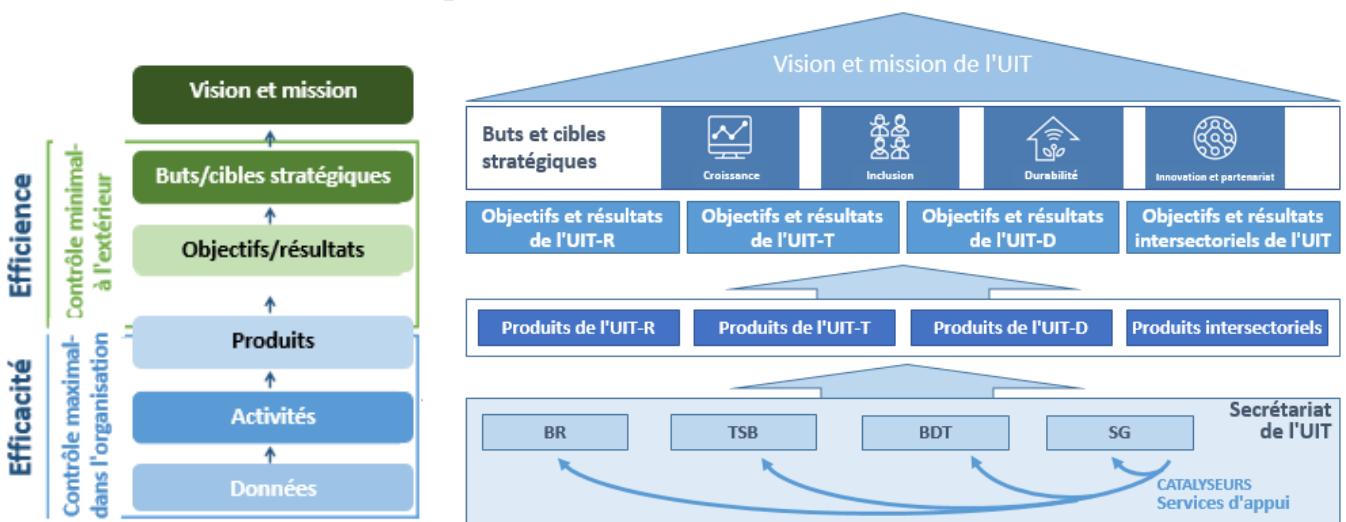 Vision et mission
Buts/cibles stratégiques
Objectifs/résultats
Produits
Activités
Données
Efficience
Contrôle minimal-
à l'extérieur
Efficacité
Contrôle maximal-
dans l'organisation
Vision et mission de l'UIT
Buts et cibles
stratégiques
Croissance
Inclusion
Durabilité
Innovation et partenariat
Objectifs et résultats
de l'UIT-R
Objectifs et résultats
de l'UIT-T
Objectifs et résultats
de l'UIT-D
Objectifs et résultats
intersectoriels de l'UIT
Produits de l'UIT-R
Produits de l'UIT-T
Produits de l'UIT-D
Produits intersectoriels
Secrétariat
de l'UIT
BR
TSB
BDT
SG
CATALYSEURS
Services d'appui